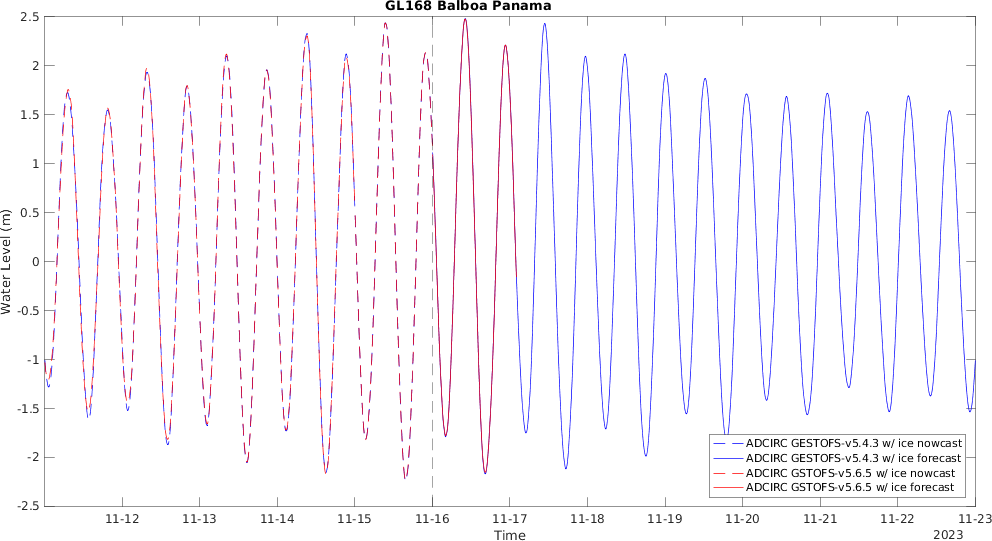 GL168 Balboa Panama
Water Level (m)
2.5
2
1.5
1
0.5
0
-0.5
-1
-1.5
-2
-2.5
ADCIRC GESTOFS-v5.4.3 w/ ice nowcast
ADCIRC GESTOFS-v5.4.3 w/ ice forecast
ADCIRC GSTOFS-v5.6.5 w/ ice nowcast
ADCIRC GSTOFS-v5.6.5 w/ ice forecast
11-12 11-13 11-14 11-15 11-16 11-17 11-18 11-19 11-20 11-21 11-22 11-23
Time
2023